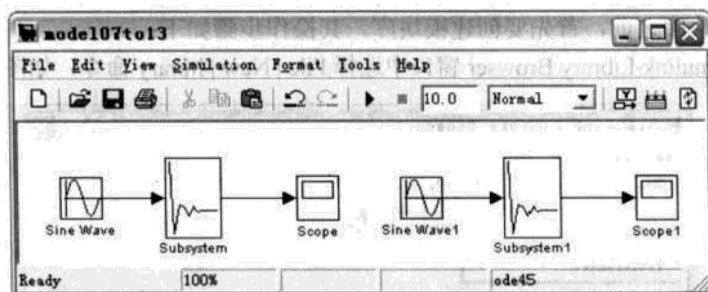 model07to13
File Edit View Simulation Format Tools Help
10.0 Normal
Sine Wave Subsystem Scope Sine Wave1 Subsystem1 Scope1
Ready 100% ode45